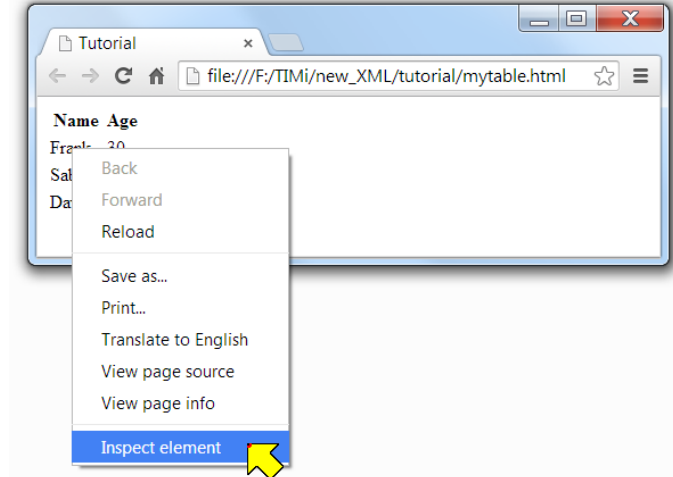 Tutorial
file:///F:/TIMi/new_XML/tutorial/mytable.html
Name Age
Frank 30
Back
Forward
Reload
Save as...
Print...
Translate to English
View page source
View page info
Inspect element